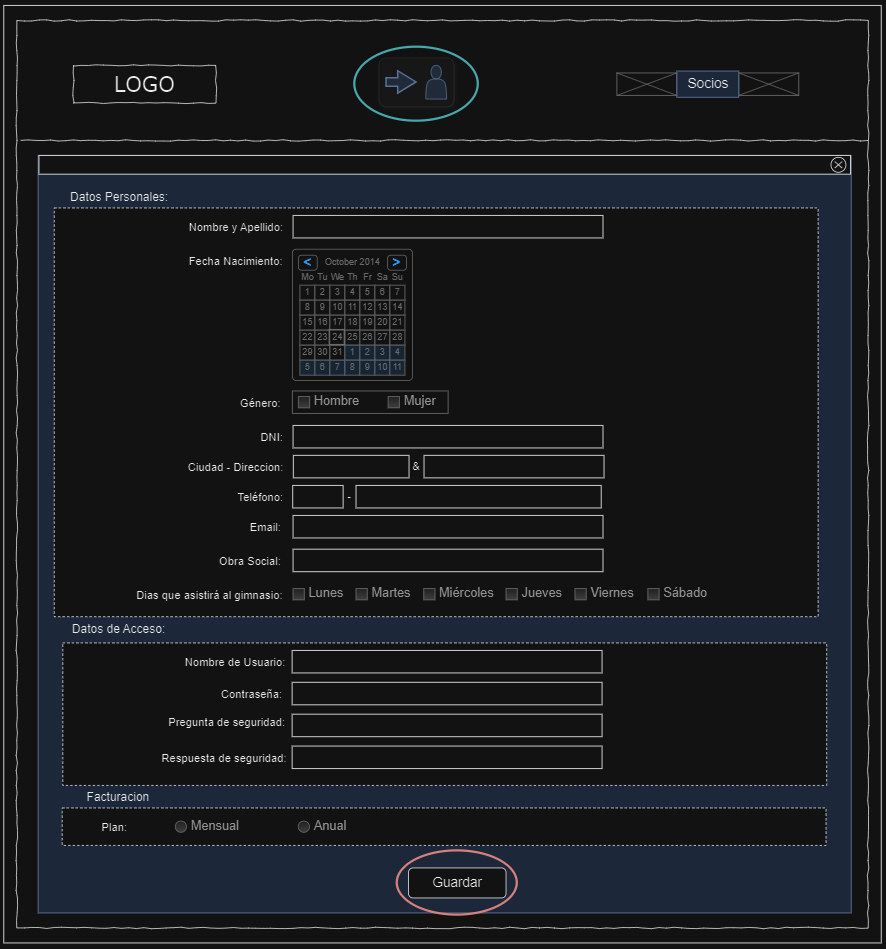 LOGO
Socios
Datos Personales:
Nombre y Apellido:
Fecha Nacimiento:
< October 2014 >
Mo Tu We Th Fr Sa Su
1 2 3 4 5 6 7
8 9 10 11 12 13 14
15 16 17 18 19 20 21
22 23 24 25 26 27 28
29 30 31 1 2 3 4
5 6 7 8 9 10 11
Género: Hombre Mujer
DNI:
Ciudad - Direccion: &
Teléfono: -
Email:
Obra Social:
Dias que asistirá al gimnasio: Lunes Martes Miércoles Jueves Viernes Sábado
Datos de Acceso:
Nombre de Usuario:
Contraseña:
Pregunta de seguridad:
Respuesta de seguridad:
Facturacion
Plan: Mensual Anual
Guardar